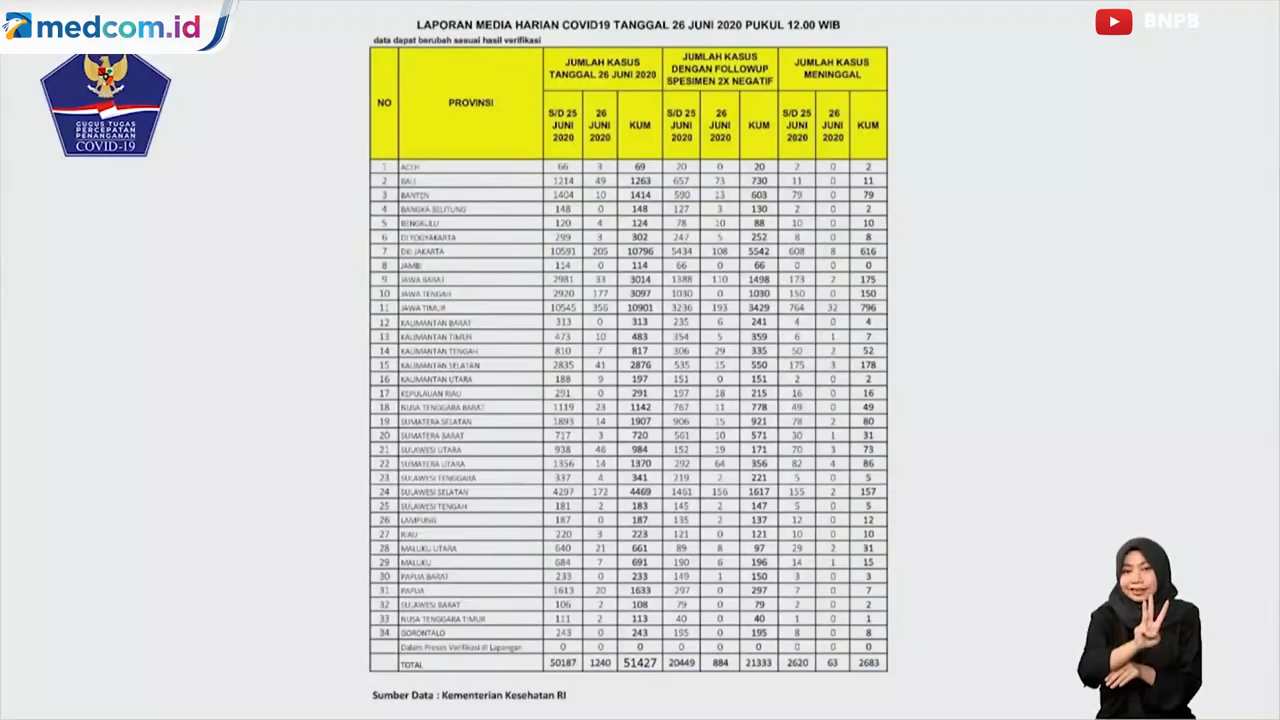 medcom.id
LAPORAN MEDIA HARIAN COVID19 TANGGAL 26 JUNI 2020 PUKUL 12.00 WIB
BNPB
data dapat berubah sesuai hasil verifikasi
GUGUS TUGAS
PERCEPATAN
PENANGANAN
COVID-19
NO PROVINSI JUMLAH KASUS TANGGAL 26 JUNI 2020 JUMLAH KASUS DENGAN FOLLOWUP SPESIMEN 2X NEGATIF JUMLAH KASUS MENINGGAL
S/D 25 JUNI 2020 26 JUNI 2020 KUM S/D 25 JUNI 2020 26 JUNI 2020 KUM S/D 25 JUNI 2020 26 JUNI 2020 KUM
1 ACEH 66 3 69 20 0 20 2 0 2
2 BALI 1214 49 1263 657 73 730 11 0 11
3 BANTEN 1404 10 1414 590 13 603 79 0 79
4 BANGKA BELITUNG 148 0 148 127 3 130 2 0 2
5 BENGKULU 120 4 124 78 10 88 10 0 10
6 DI YOGYAKARTA 299 3 302 247 5 252 8 0 8
7 DKI JAKARTA 10591 205 10796 5434 108 5542 608 8 616
8 JAMBI 114 0 114 66 0 66 0 0 0
9 JAWA BARAT 2981 33 3014 1388 110 1498 173 2 175
10 JAWA TENGAH 2920 177 3097 1030 0 1030 150 0 150
11 JAWA TIMUR 10545 356 10901 3236 193 3429 764 32 796
12 KALIMANTAN BARAT 313 0 313 235 6 241 4 0 4
13 KALIMANTAN TIMUR 473 10 483 354 5 359 6 1 7
14 KALIMANTAN TENGAH 810 7 817 306 29 335 50 2 52
15 KALIMANTAN SELATAN 2835 41 2876 535 15 550 175 3 178
16 KALIMANTAN UTARA 188 9 197 151 0 151 2 0 2
17 KEPULAUAN RIAU 291 0 291 197 18 215 16 0 16
18 NUSA TENGGARA BARAT 1119 23 1142 767 11 778 49 0 49
19 SUMATERA SELATAN 1893 14 1907 906 15 921 78 2 80
20 SUMATERA BARAT 717 3 720 561 10 571 30 1 31
21 SULAWESI UTARA 938 46 984 152 19 171 70 3 73
22 SUMATERA UTARA 1356 14 1370 292 64 356 82 4 86
23 SULAWESI TENGGARA 337 4 341 219 2 221 5 0 5
24 SULAWESI SELATAN 4297 172 4469 1461 156 1617 155 2 157
25 SULAWESI TENGAH 181 2 183 145 2 147 5 0 5
26 LAMPUNG 187 0 187 135 2 137 12 0 12
27 RIAU 220 3 223 121 0 121 10 0 10
28 MALUKU UTARA 640 21 661 89 8 97 29 2 31
29 MALUKU 684 7 691 190 6 196 14 1 15
30 PAPUA BARAT 233 0 233 149 1 150 3 0 3
31 PAPUA 1613 20 1633 297 0 297 7 0 7
32 SULAWESI BARAT 106 2 108 79 0 79 2 0 2
33 NUSA TENGGARA TIMUR 111 2 113 40 0 40 1 0 1
34 GORONTALO 243 0 243 195 0 195 8 0 8
Dalam Proses Verifikasi di Lapangan 0 0 0 0 0 0 0 0 0
TOTAL 50187 1240 51427 20449 884 21333 2620 63 2683
Sumber Data : Kementerian Kesehatan RI